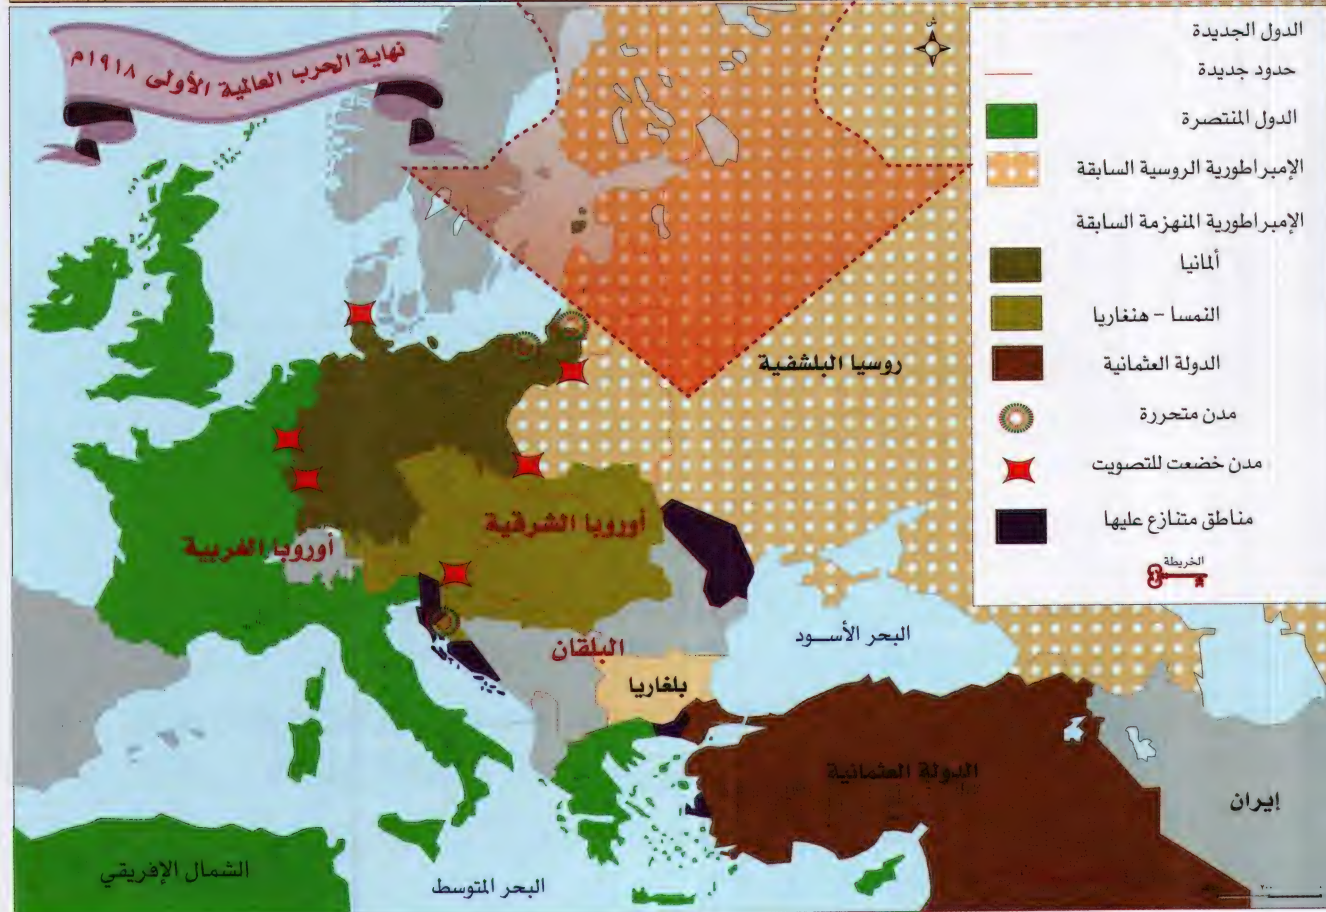 نهاية الحرب العالمية الأولى ١٩١٨م
ش
الدول الجديدة
حدود جديدة
الدول المنتصرة
الإمبراطورية الروسية السابقة
الإمبراطورية المنهزمة السابقة
ألمانيا
النمسا - هنغاريا
الدولة العثمانية
مدن متحررة
مدن خضعت للتصويت
مناطق متنازع عليها
الخريطة
روسيا البلشفية
أوروبا الشرقية
أوروبا الغربية
البحر الأســود
البلقان
بلغاريا
الدولة العثمانية
إيران
الشمال الإفريقي
البحر المتوسط
٢٠٠